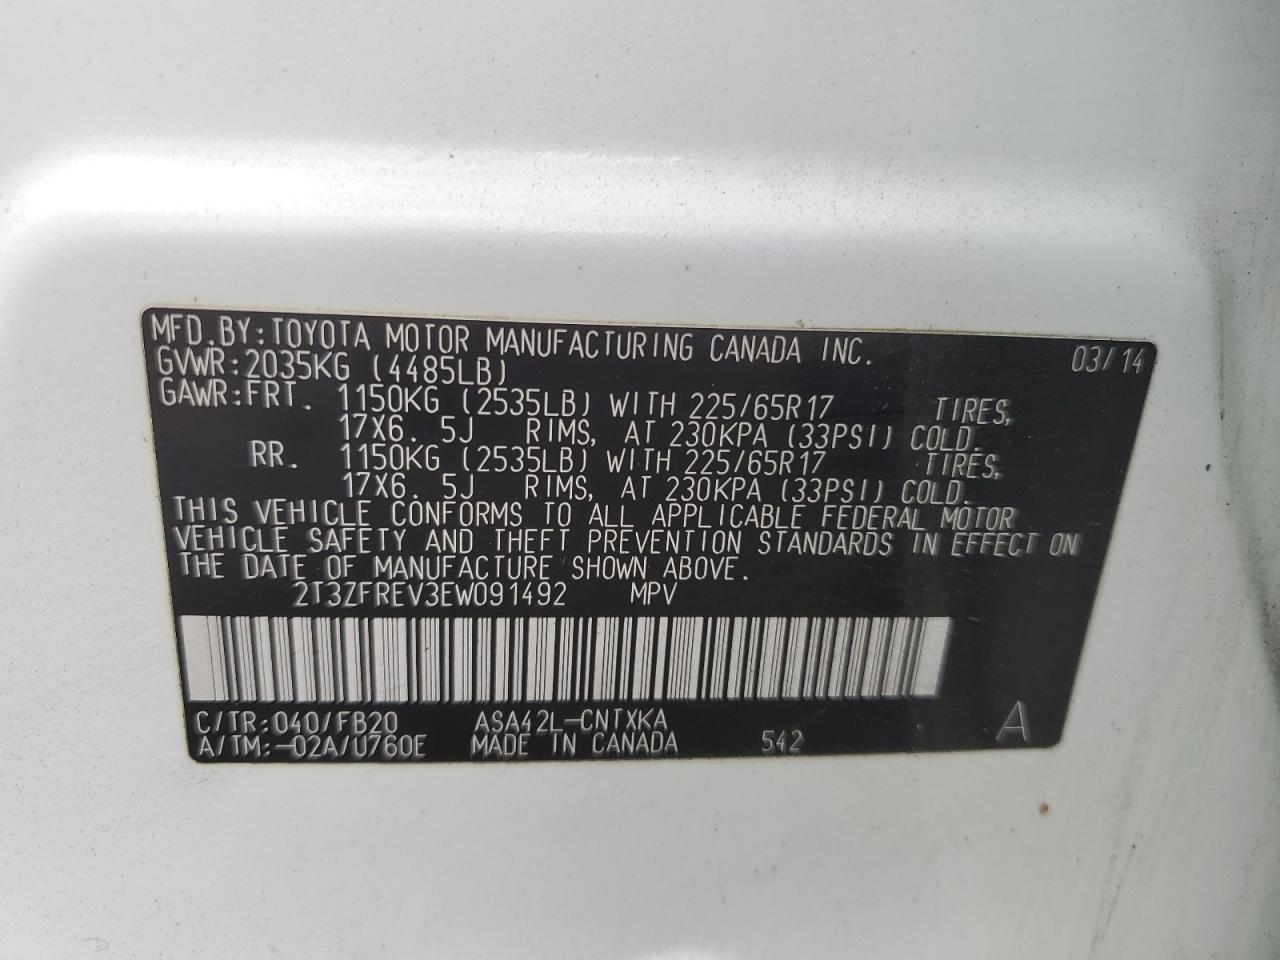 MFD.BY:TOYOTA MOTOR MANUFACTURING CANADA INC. 03/14
GVWR:2035KG (4485LB)
GAWR:FRT. 1150KG (2535LB) WITH 225/65R17 TIRES,
17X6.5J RIMS, AT 230KPA (33PSI) COLD.
RR. 1150KG (2535LB) WITH 225/65R17 TIRES,
17X6.5J RIMS, AT 230KPA (33PSI) COLD.
THIS VEHICLE CONFORMS TO ALL APPLICABLE FEDERAL MOTOR
VEHICLE SAFETY AND THEFT PREVENTION STANDARDS IN EFFECT ON
THE DATE OF MANUFACTURE SHOWN ABOVE.
2T3ZFREV3EW091492 MPV
C/TR:040/FB20 ASA42L-CNTXKA A
A/TM:-02A/U760E MADE IN CANADA 542